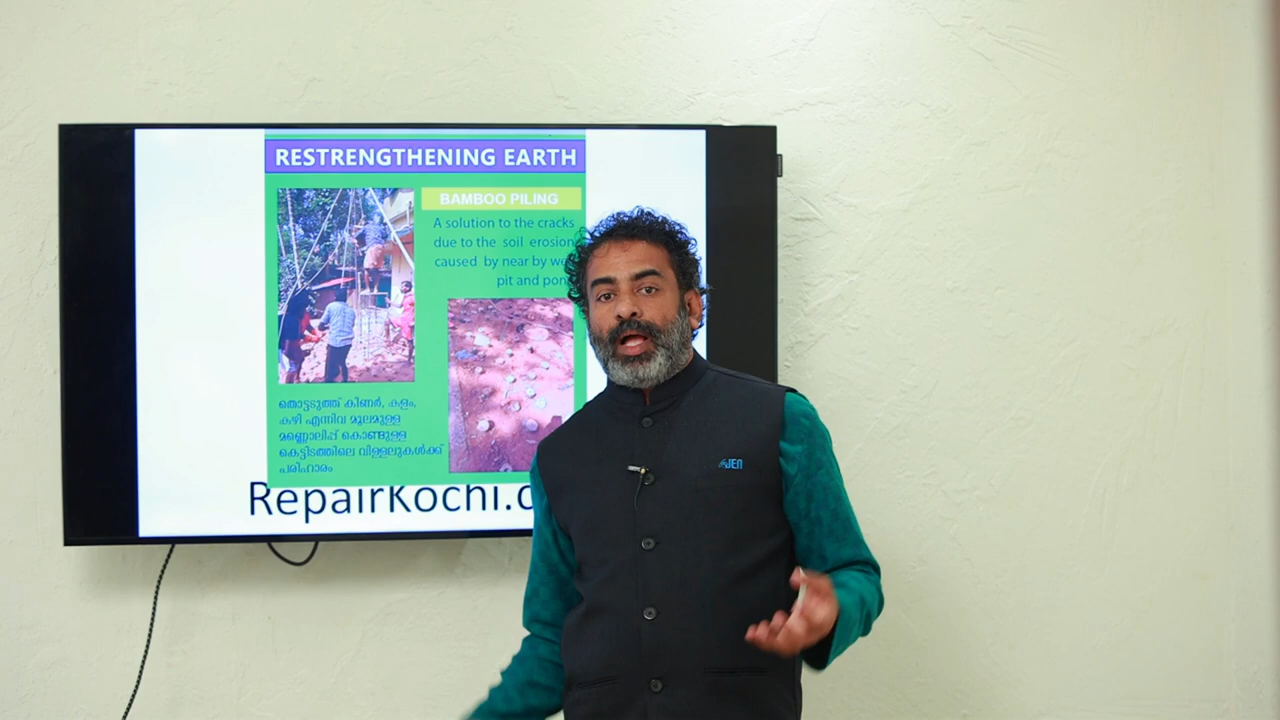 RESTRENGTHENING EARTH
BAMBOO PILING
A solution to the cracks
due to the soil erosion
caused by near by
pit and
തൊട്ടടുത്ത് കിണർ, കുളം,
കുഴി എന്നിവ മൂലമുള്ള
മണ്ണൊലിപ്പ് കൊണ്ടുള്ള
കെട്ടിടത്തിലെ വിള്ളലുകൾക്ക്
പരിഹാരം
RepairKochi.
JEN